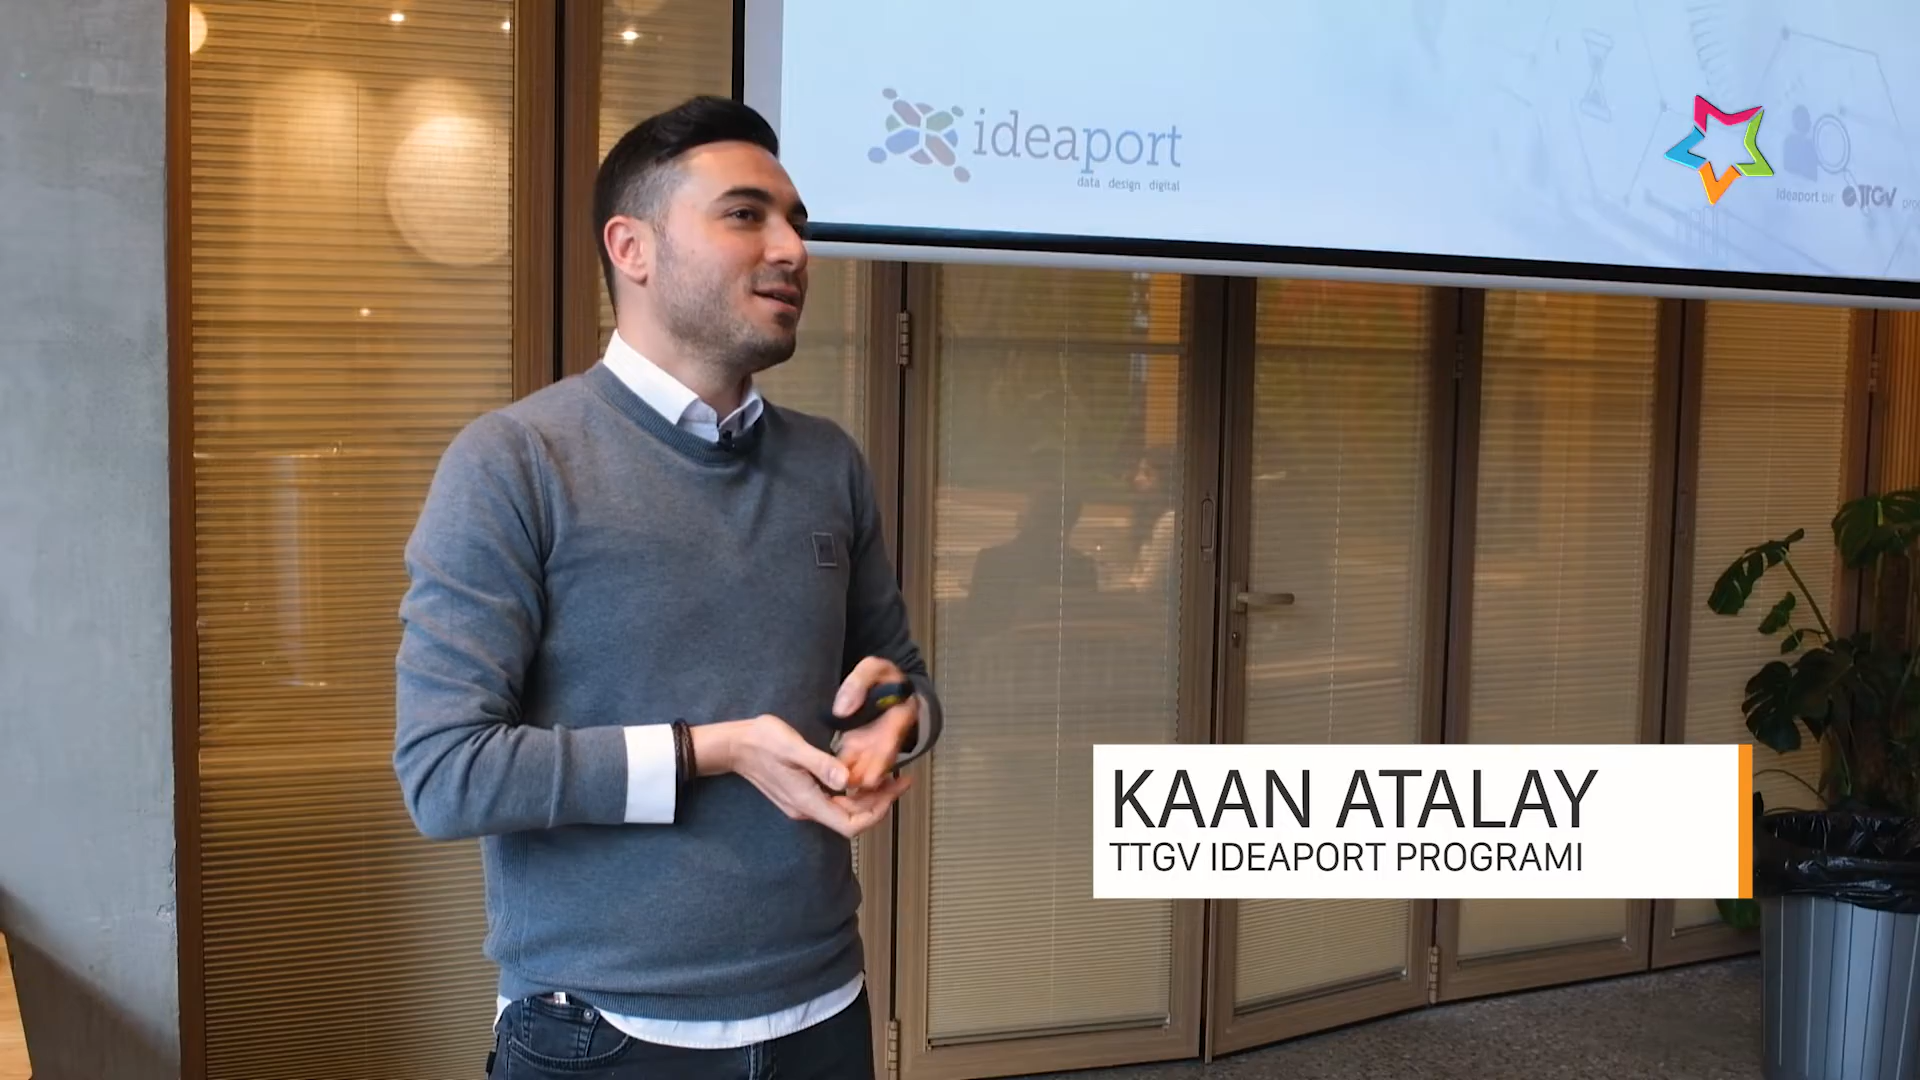 ideaport
data design digital
ideaport bir TTGV
KAAN ATALAY
TTGV IDEAPORT PROGRAMI